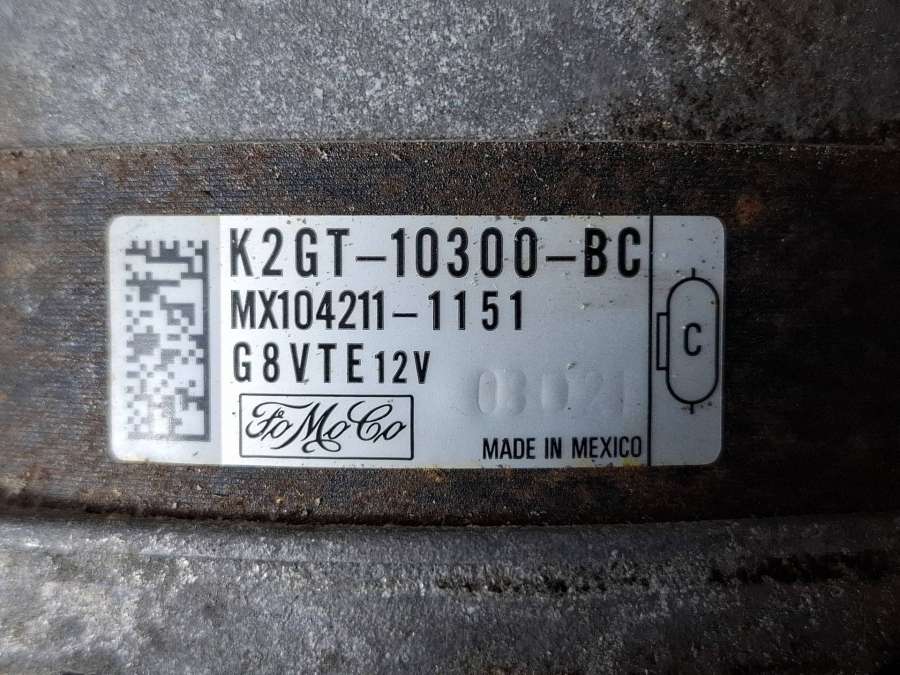 K2GT-10300-BC
MX104211-1151
G8VTE 12V
FoMoCo
MADE IN MEXICO
C